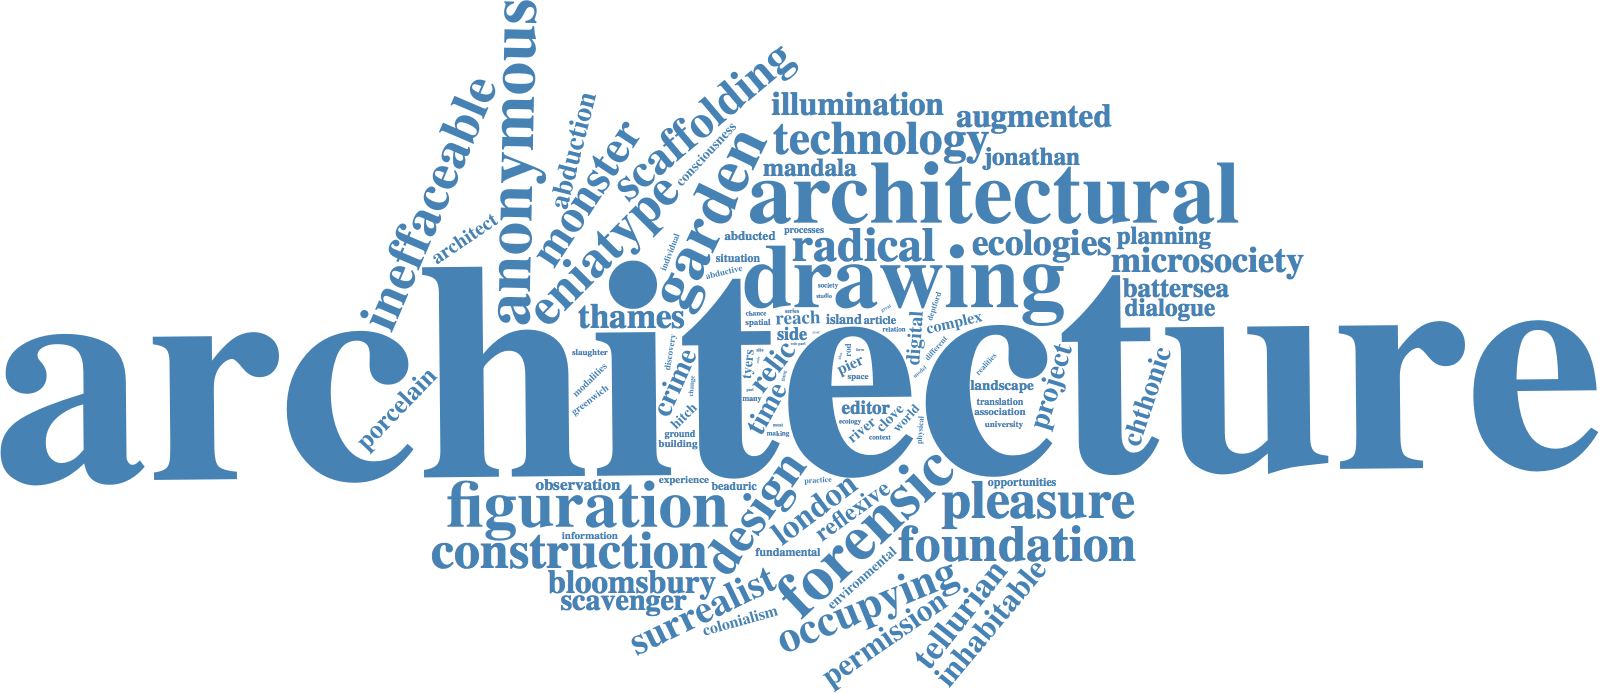 anonymous
ineffaceable
scaffolding
abduction
illumination
augmented
monster
consciousness
technology
garden
jonathan
mandala
eniatype
architectural
architect
individual
abducted
processes
radical
ecologies
planning
situation
abductive
drawing
microsociety
society
studio
battersea
thames
dialogue
chance
series
great
deptford
spatial
reach
island
article
relation
digital
complex
side
architecture
slaughter
discovery
crime
tyers
site
relic
rod
pier
space
different
model
realities
project
chthonic
modalities
greenwich
porcelain
change
many
time
landscape
hitch
editor
ecology
river
clove
world
physical
translation
association
university
ground
building
most
making
context
observation
experience
beaduric
practice
design
london
reflexive
forensic
opportunities
figuration
pleasure
information
construction
fundamental
foundation
environmental
bloomsbury
scavenger
surrealist
colonialism
occupying
permission
tellurian
inhabitable